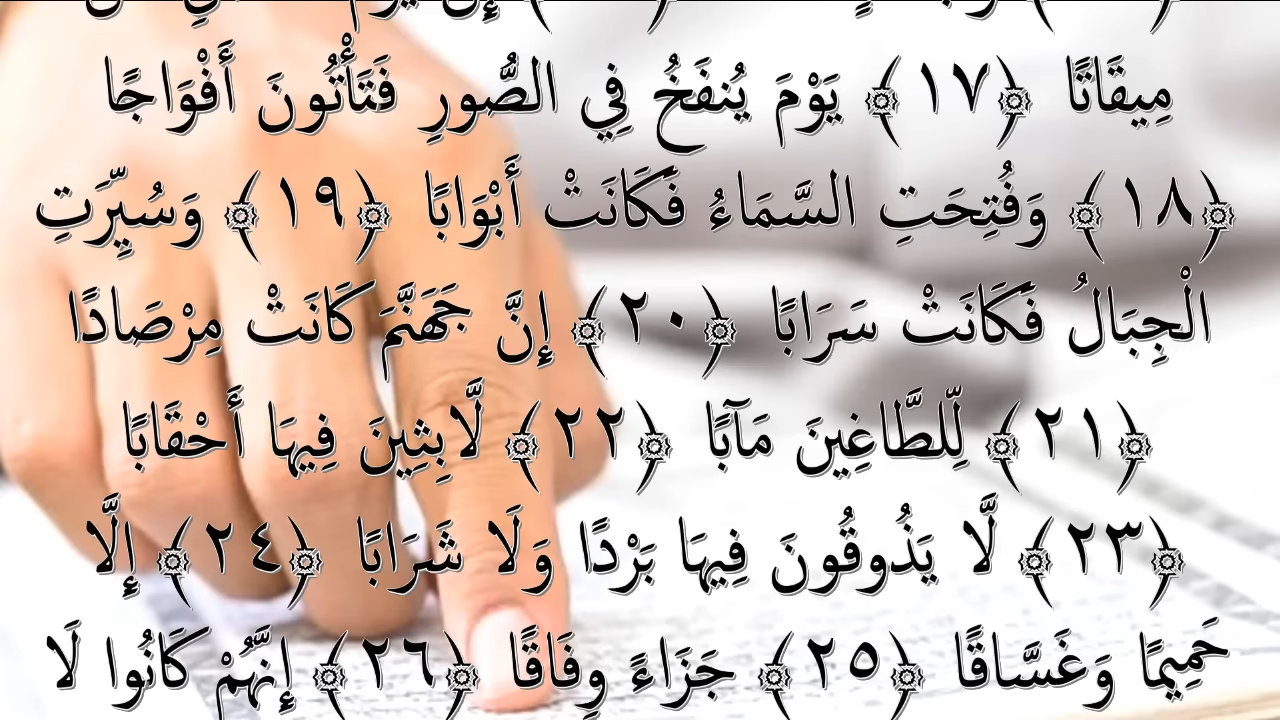 مِيقَاتًا ﴿١٧﴾ يَوْمَ يُنفَخُ فِي الصُّورِ فَتَأْتُونَ أَفْوَاجًا
﴿١٨﴾ وَفُتِحَتِ السَّمَاءُ فَكَانَتْ أَبْوَابًا ﴿١٩﴾ وَسُيِّرَتِ
الْجِبَالُ فَكَانَتْ سَرَابًا ﴿٢٠﴾ إِنَّ جَهَنَّمَ كَانَتْ مِرْصَادًا
﴿٢١﴾ لِّلطَّاغِينَ مَآبًا ﴿٢٢﴾ لَّابِثِينَ فِيهَا أَحْقَابًا
﴿٢٣﴾ لَّا يَذُوقُونَ فِيهَا بَرْدًا وَلَا شَرَابًا ﴿٢٤﴾ إِلَّا
حَمِيمًا وَغَسَّاقًا ﴿٢٥﴾ جَزَاءً وِفَاقًا ﴿٢٦﴾ إِنَّهُمْ كَانُوا لَا